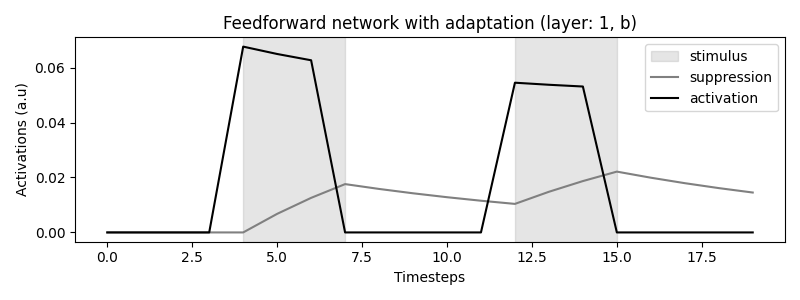 Feedforward network with adaptation (layer: 1, b)
stimulus
suppression
activation
Activations (a.u)
0.06
0.04
0.02
0.00
0.0 2.5 5.0 7.5 10.0 12.5 15.0 17.5
Timesteps